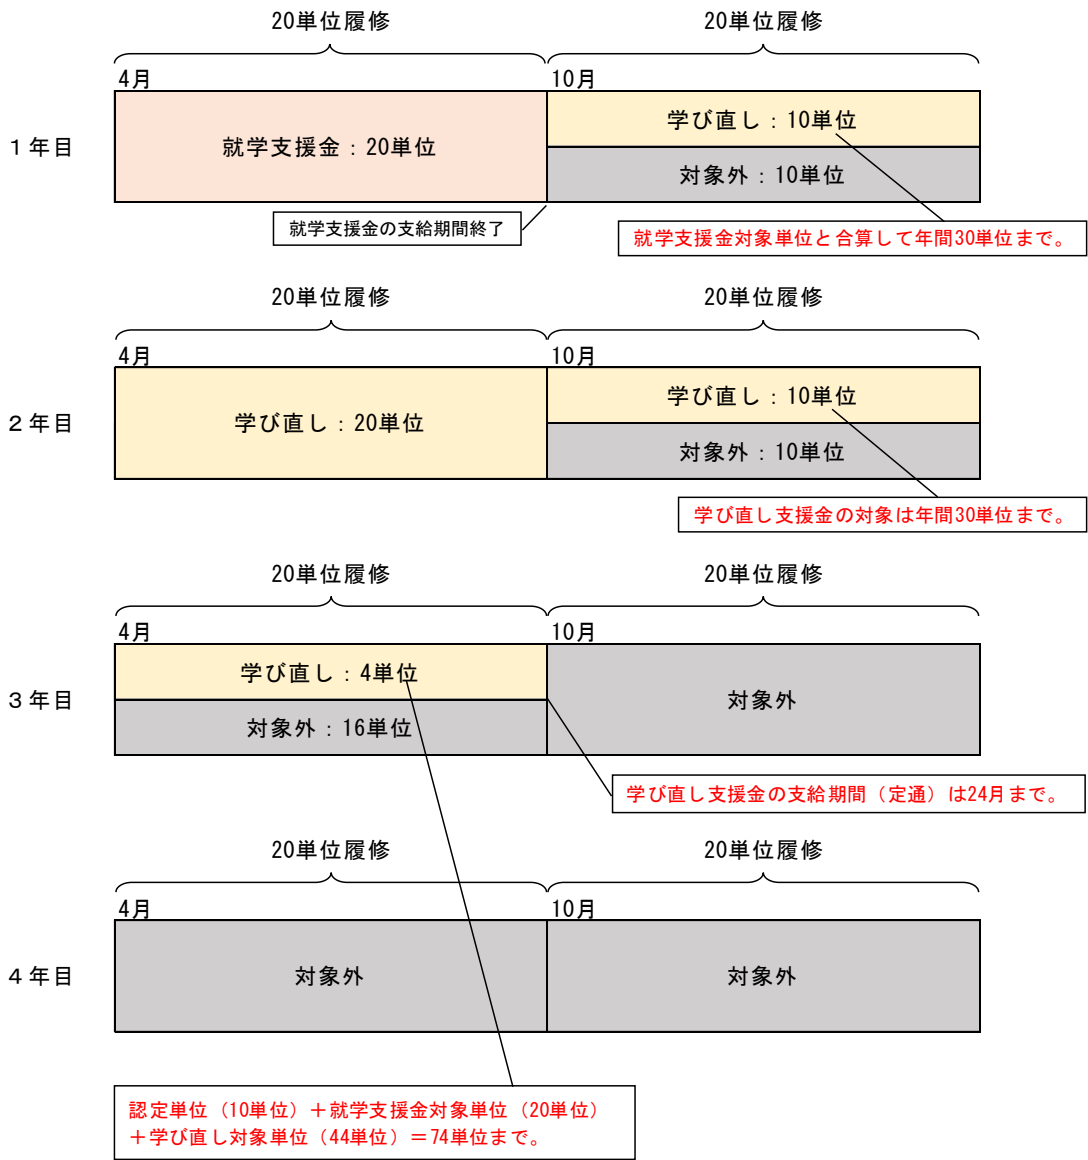 20単位履修
20単位履修
4月
10月
１年目
就学支援金：20単位
学び直し：10単位
対象外：10単位
就学支援金の支給期間終了
就学支援金対象単位と合算して年間30単位まで。
20単位履修
20単位履修
4月
10月
２年目
学び直し：20単位
学び直し：10単位
対象外：10単位
学び直し支援金の対象は年間30単位まで。
20単位履修
20単位履修
4月
10月
３年目
学び直し：4単位
対象外：16単位
対象外
学び直し支援金の支給期間（定通）は24月まで。
20単位履修
20単位履修
4月
10月
４年目
対象外
対象外
認定単位（10単位）＋就学支援金対象単位（20単位）
＋学び直し対象単位（44単位）＝74単位まで。